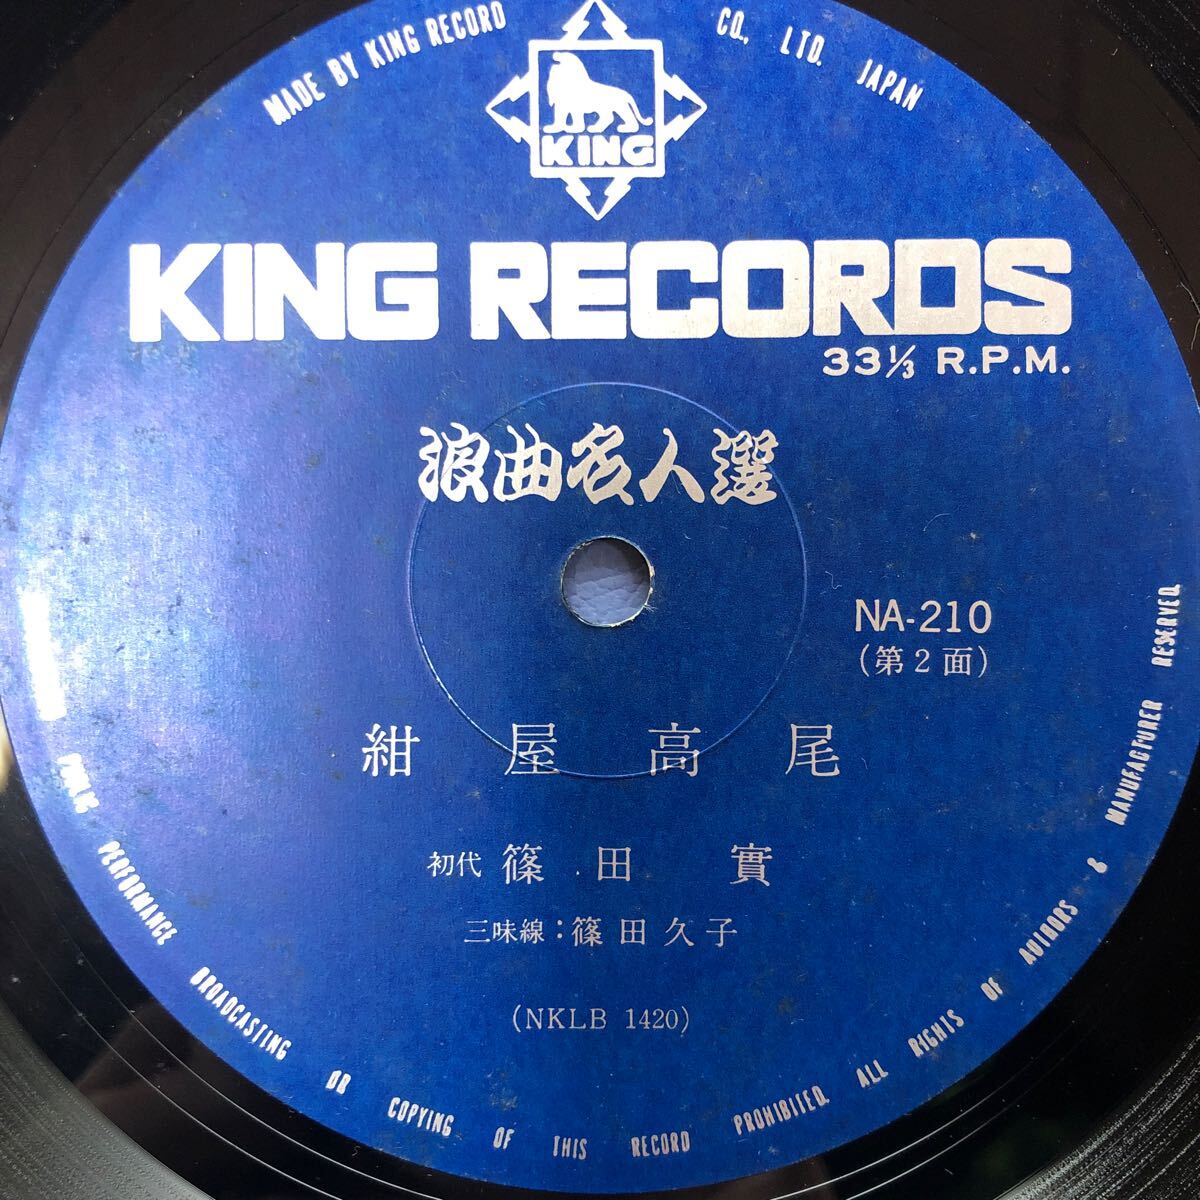 MADE BY KING RECORD CO., LTD. JAPAN
KING
KING RECORDS
33⅓ R.P.M.
浪曲名人選
NA-210
(第2面)
紺屋高尾
初代 篠田實
三味線:篠田久子
(NKLB 1420)
PUBLIC PERFORMANCE BROADCASTING OR COPYING OF THIS RECORD PROHIBITED. ALL RIGHTS OF AUTHORS & MANUFACTURER RESERVED.